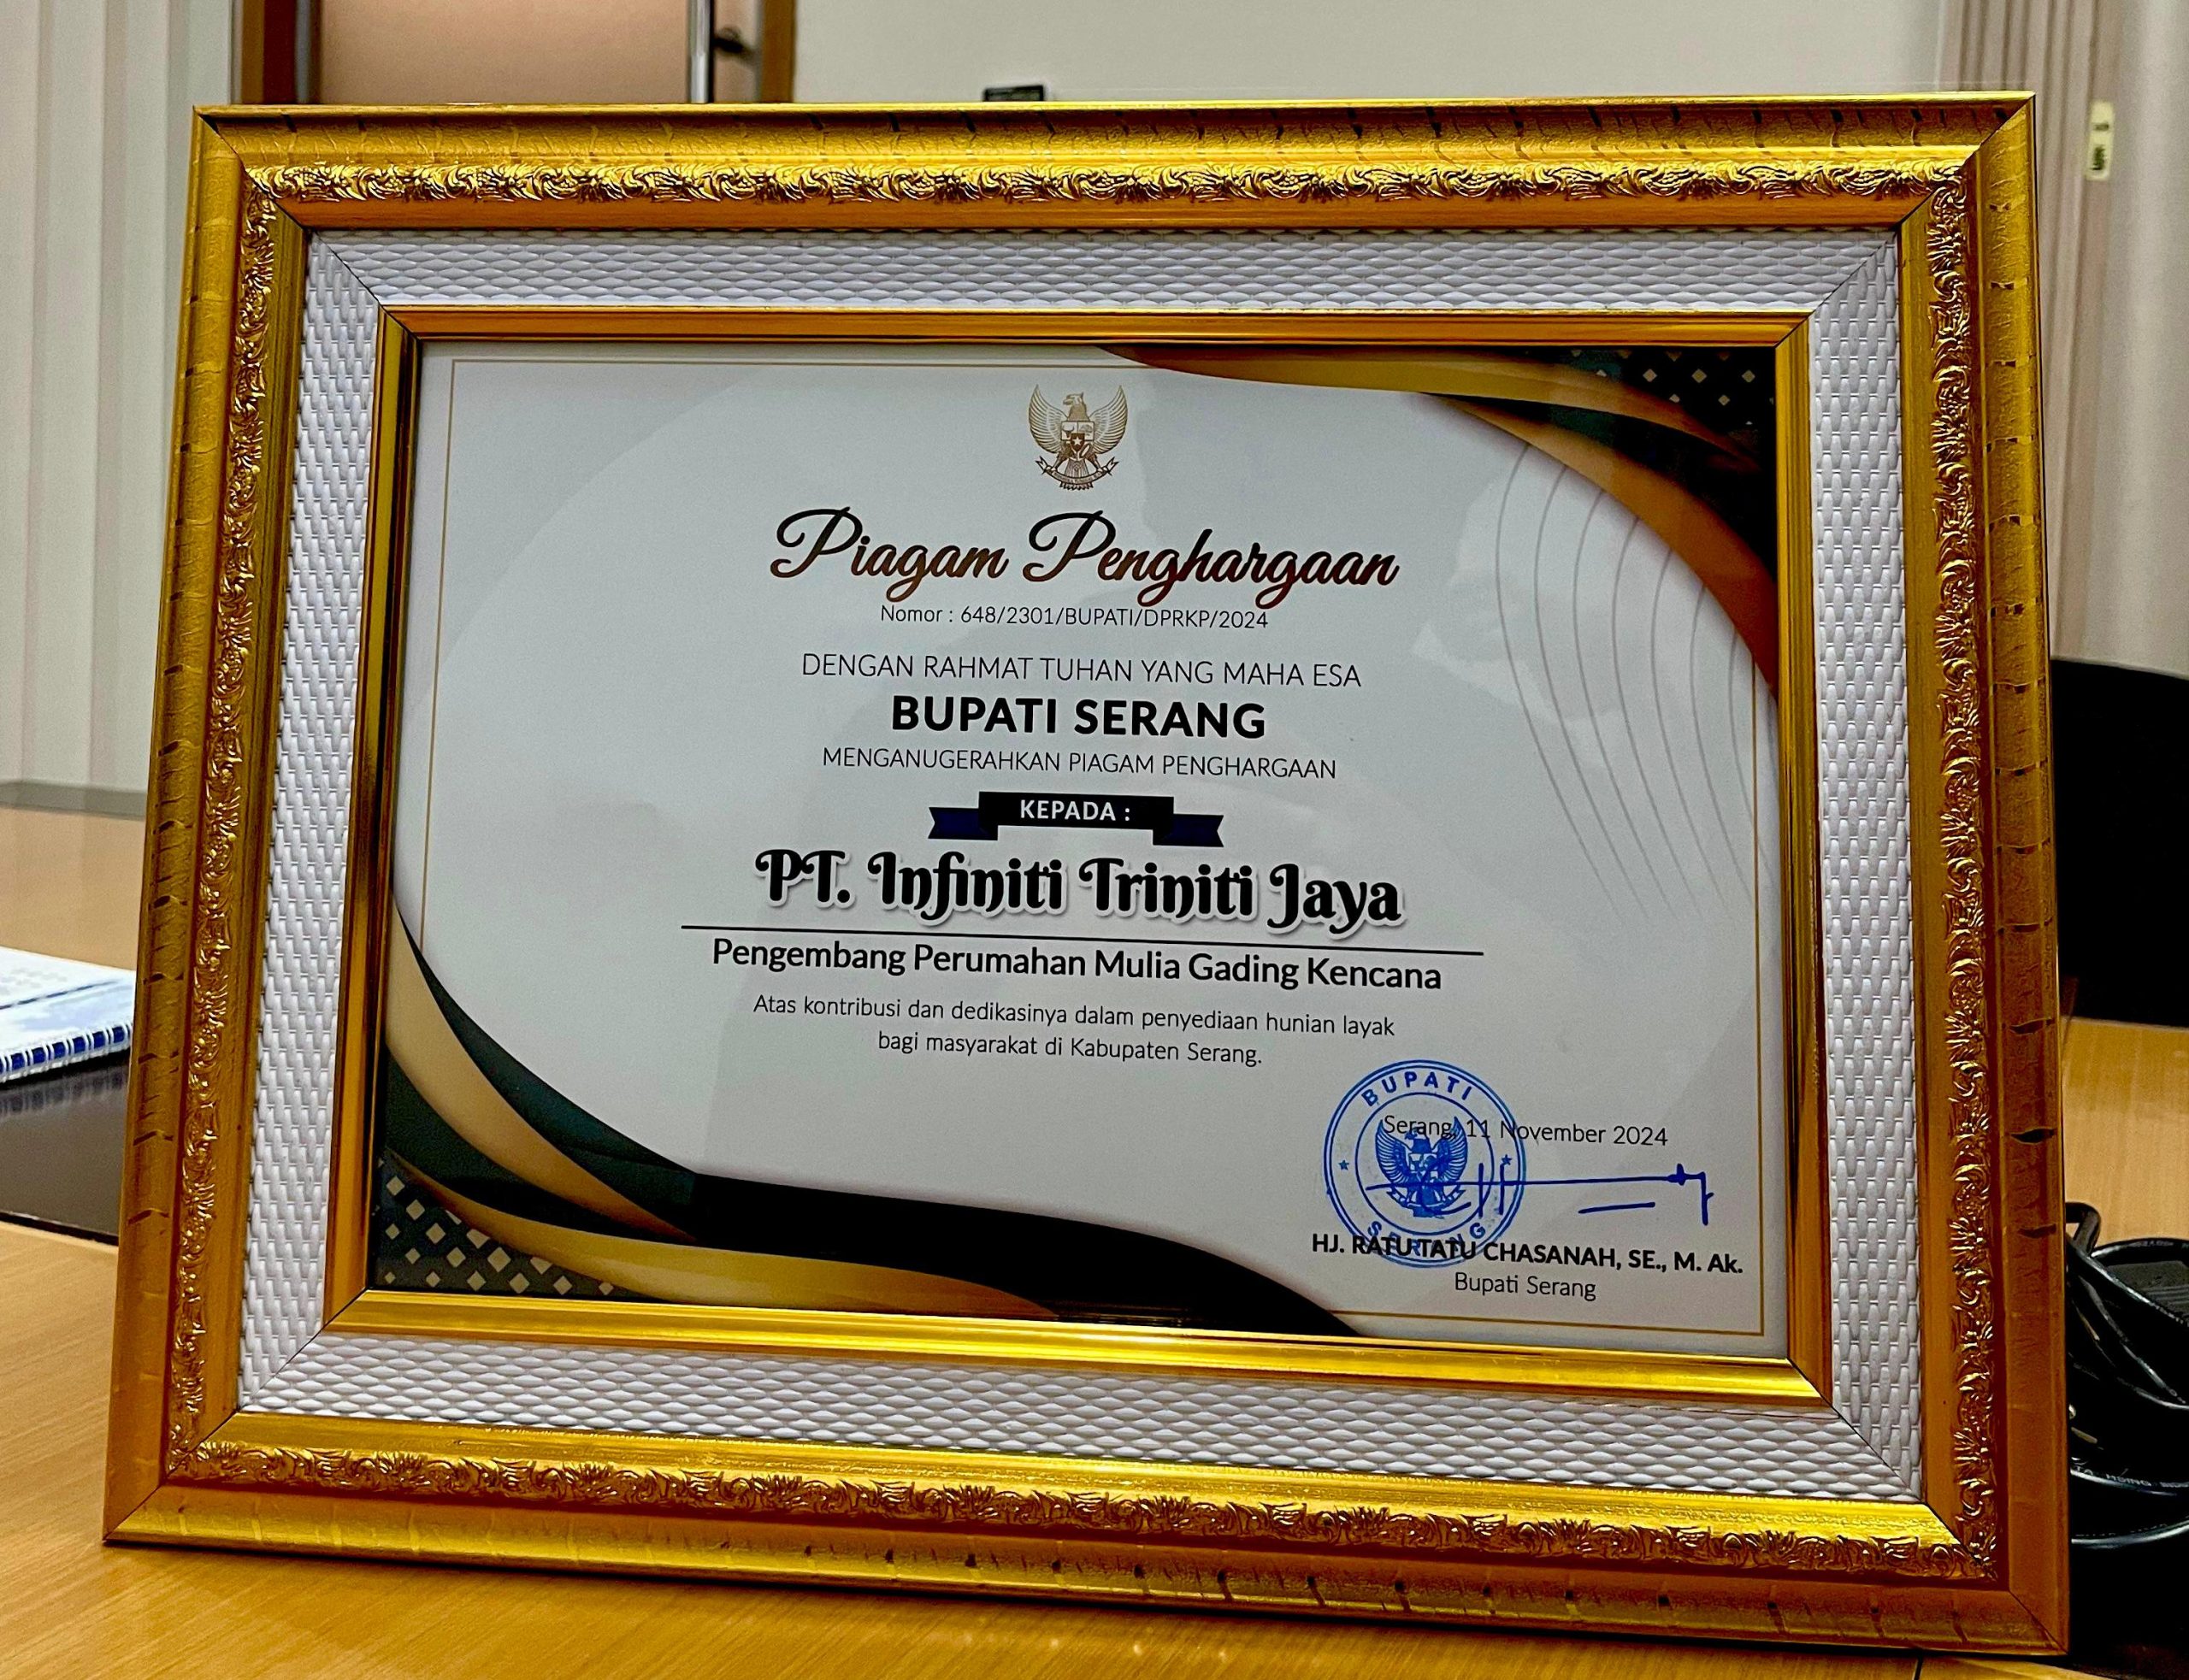 Piagam Penghargaan
Nomor : 648/2301/BUPATI/DPRKP/2024
DENGAN RAHMAT TUHAN YANG MAHA ESA
BUPATI SERANG
MENGANUGERAHKAN PIAGAM PENGHARGAAN
KEPADA :
PT. Infiniti Triniti Jaya
Pengembang Perumahan Mulia Gading Kencana
Atas kontribusi dan dedikasinya dalam penyediaan hunian layak
bagi masyarakat di Kabupaten Serang.
BUPATI
Serang, 11 November 2024
SERANG
HJ. RATU TATU CHASANAH, SE., M. Ak.
Bupati Serang